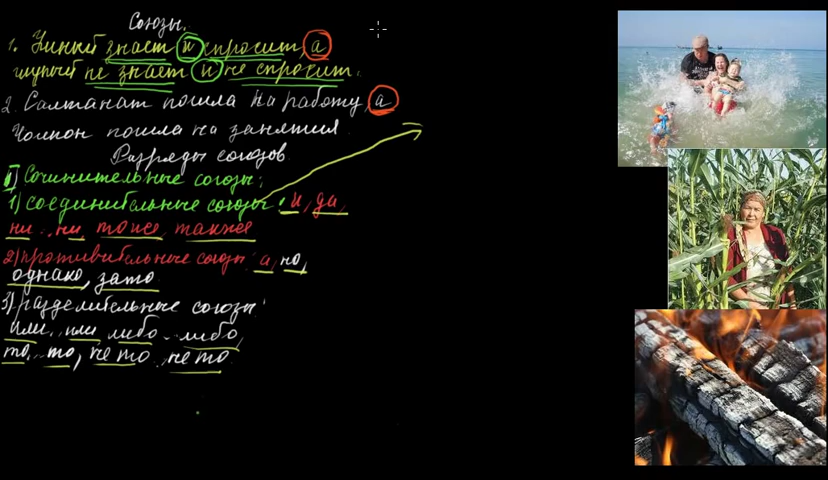 Союзы.
1. Умный знает и спросит, а
глупый не знает и не спросит.
2. Салтанат пошла на работу, а
Чолпон пошла на занятия
Разряды союзов.
I) Сочинительные союзы:
1) соединительные союзы: и, да,
ни... ни, тоже, также
2) противительные союзы: а, но,
однако, зато
3) разделительные союзы:
или, или либо...либо,
то...то, не то...не то.